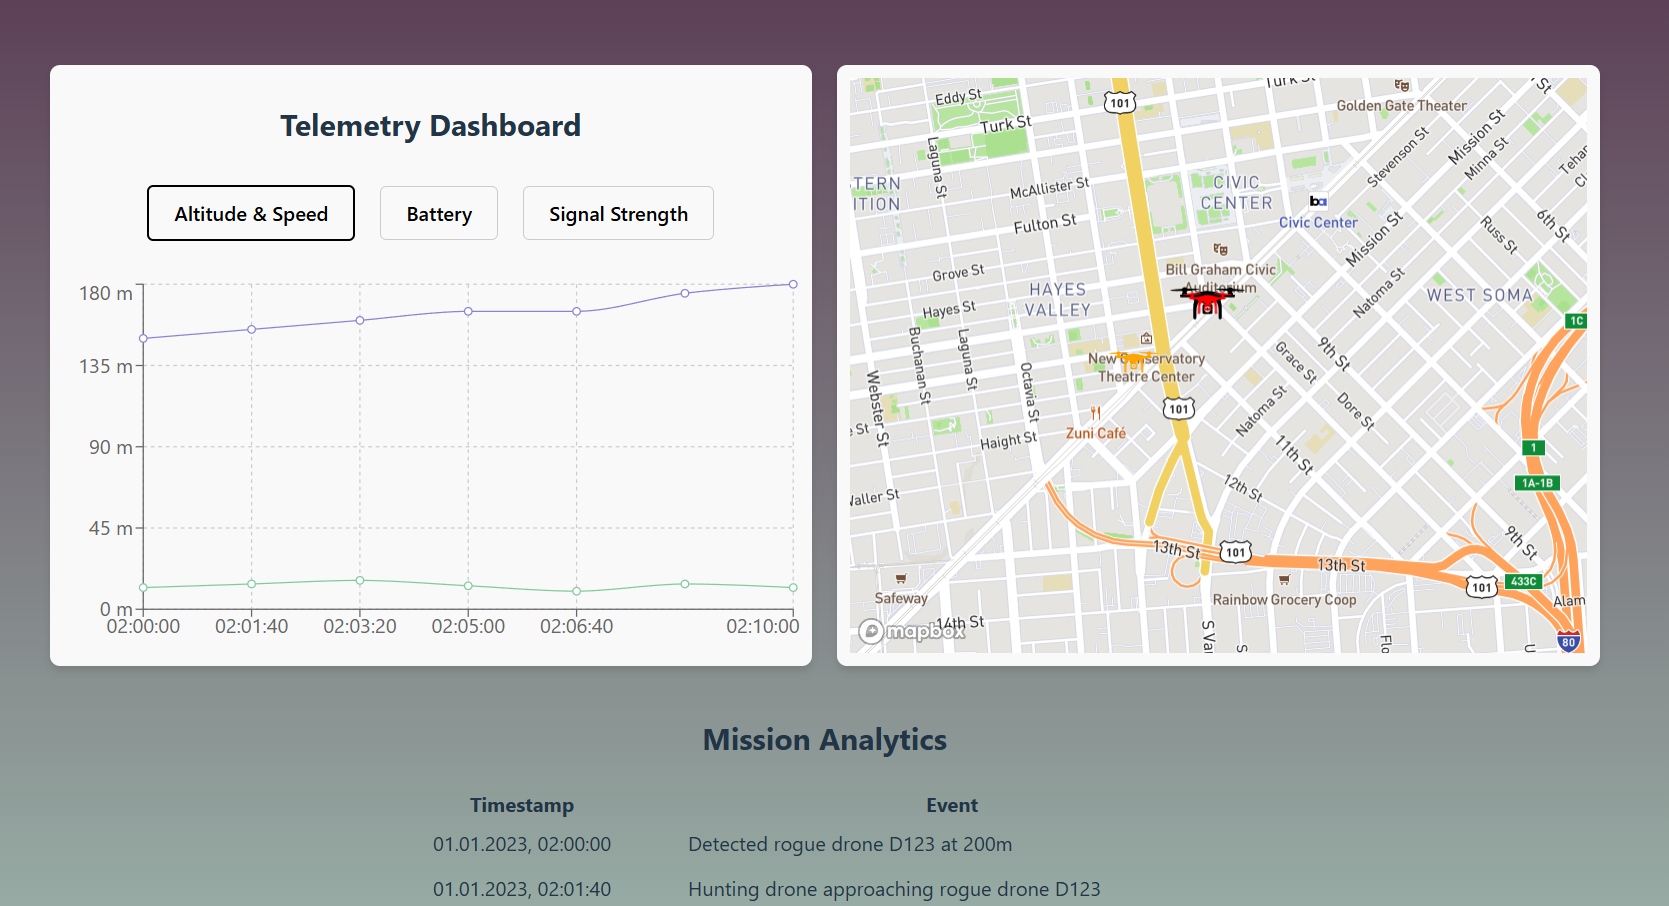 Telemetry Dashboard
Altitude & Speed
Battery
Signal Strength
180 m
135 m
90 m
45 m
0 m
02:00:00
02:01:40
02:03:20
02:05:00
02:06:40
02:10:00
Eddy St
Turk St
Laguna St
101
Turk St
Golden Gate Theater
St
Mission St
Stevenson St
Minna St
TERN
ITION
McAllister St
CIVIC
CENTER
ba
Civic Center
Fulton St
Mission St
Russ St
6th St
Grove St
Bill Graham Civic
Auditorium
Natoma St
HAYES
VALLEY
WEST SOMA
Hayes St
1C
Buchanan St
Laguna St
Octavia St
Webster St
New Conservatory
Theatre Center
Grace St
9th St
101
Natoma St
Dore St
Zuni Café
e St
Haight St
11th St
1
1A-1B
12th St
Waller St
13th St
101
13th St
9th St
433C
101
Safeway
Rainbow Grocery Coop
Alam
14th St
mapbox
S Va
S
Flo
U
80
Mission Analytics
Timestamp
Event
01.01.2023, 02:00:00
Detected rogue drone D123 at 200m
01.01.2023, 02:01:40
Hunting drone approaching rogue drone D123